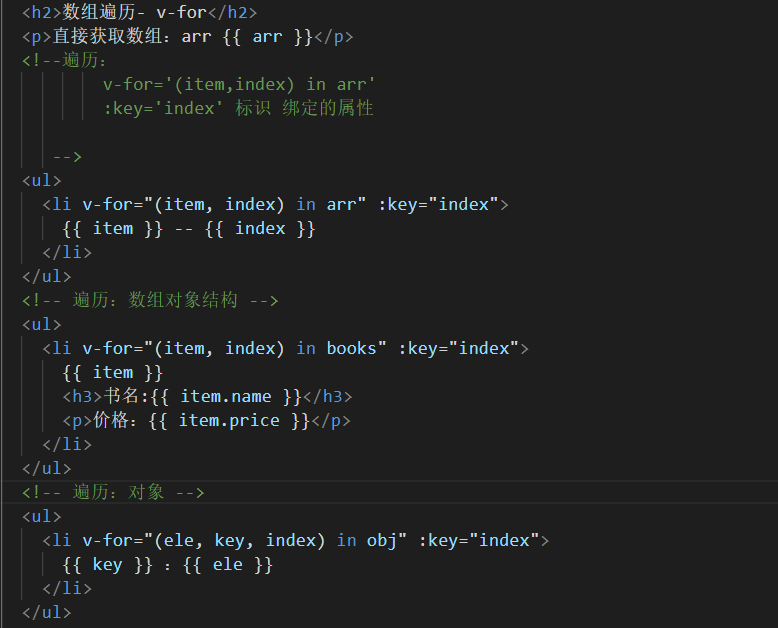 <h2>数组遍历- v-for</h2>
<p>直接获取数组：arr {{ arr }}</p>
<!--遍历：
v-for='(item,index) in arr'
:key='index' 标识 绑定的属性
-->
<ul>
<li v-for="(item, index) in arr" :key="index">
{{ item }} -- {{ index }}
</li>
</ul>
<!-- 遍历：数组对象结构 -->
<ul>
<li v-for="(item, index) in books" :key="index">
{{ item }}
<h3>书名:{{ item.name }}</h3>
<p>价格：{{ item.price }}</p>
</li>
</ul>
<!-- 遍历：对象 -->
<ul>
<li v-for="(ele, key, index) in obj" :key="index">
{{ key }} ：{{ ele }}
</li>
</ul>